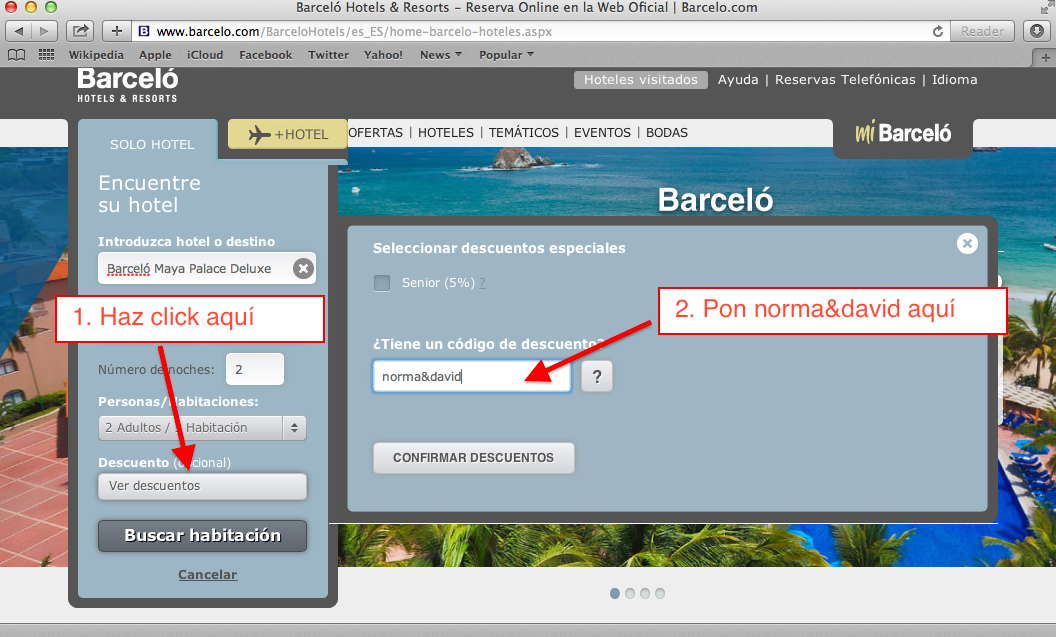 Barceló Hotels & Resorts – Reserva Online en la Web Oficial | Barcelo.com
www.barcelo.com/BarceloHotels/es_ES/home-barcelo-hoteles.aspx
Reader
Wikipedia Apple iCloud Facebook Twitter Yahoo! News Popular
Barceló
HOTELS & RESORTS
Hoteles visitados Ayuda | Reservas Telefónicas | Idioma
SOLO HOTEL
+HOTEL
OFERTAS | HOTELES | TEMÁTICOS | EVENTOS | BODAS
mi Barceló
Encuentre
su hotel
Introduzca hotel o destino
Barceló Maya Palace Deluxe
1. Haz click aquí
Número de noches: 2
Personas/Habitaciones:
2 Adultos / 1 Habitación
Descuento (opcional)
Ver descuentos
Buscar habitación
Cancelar
Barceló
Seleccionar descuentos especiales
Senior (5%) ?
2. Pon norma&david aquí
¿Tiene un código de descuento?
norma&david
?
CONFIRMAR DESCUENTOS